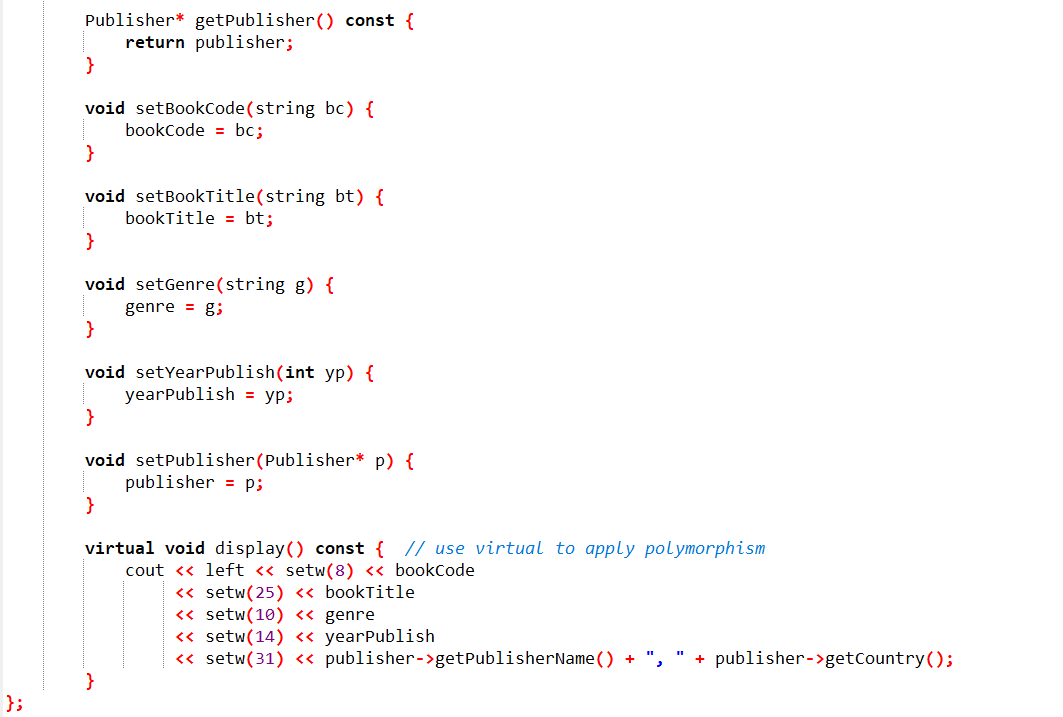 Publisher* getPublisher() const {
return publisher;
}
void setBookCode(string bc) {
bookCode = bc;
}
void setBookTitle(string bt) {
bookTitle = bt;
}
void setGenre(string g) {
genre = g;
}
void setYearPublish(int yp) {
yearPublish = yp;
}
void setPublisher(Publisher* p) {
publisher = p;
}
virtual void display() const { // use virtual to apply polymorphism
cout << left << setw(8) << bookCode
<< setw(25) << bookTitle
<< setw(10) << genre
<< setw(14) << yearPublish
<< setw(31) << publisher->getPublisherName() + ", " + publisher->getCountry();
}
};